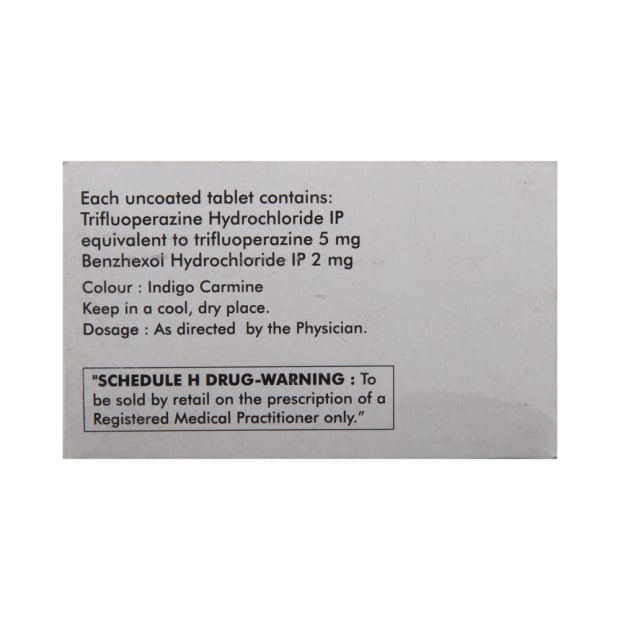 Each uncoated tablet contains:
Trifluoperazine Hydrochloride IP
equivalent to trifluoperazine 5 mg
Benzhexol Hydrochloride IP 2 mg
Colour : Indigo Carmine
Keep in a cool, dry place.
Dosage : As directed by the Physician.
"SCHEDULE H DRUG-WARNING : To
be sold by retail on the prescription of a
Registered Medical Practitioner only.”